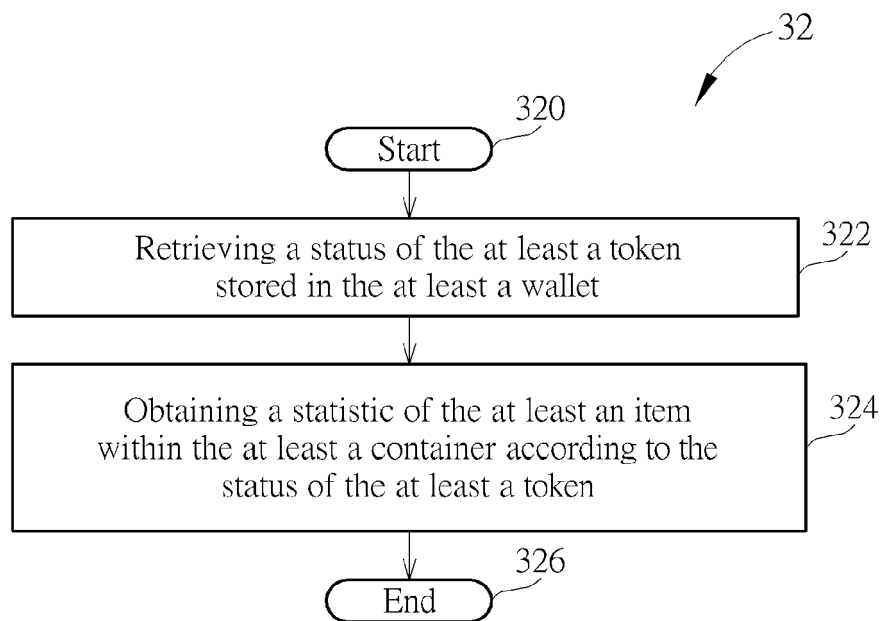 32
320
Start
322
Retrieving a status of the at least a token
stored in the at least a wallet
324
Obtaining a statistic of the at least an item
within the at least a container according to the
status of the at least a token
326
End